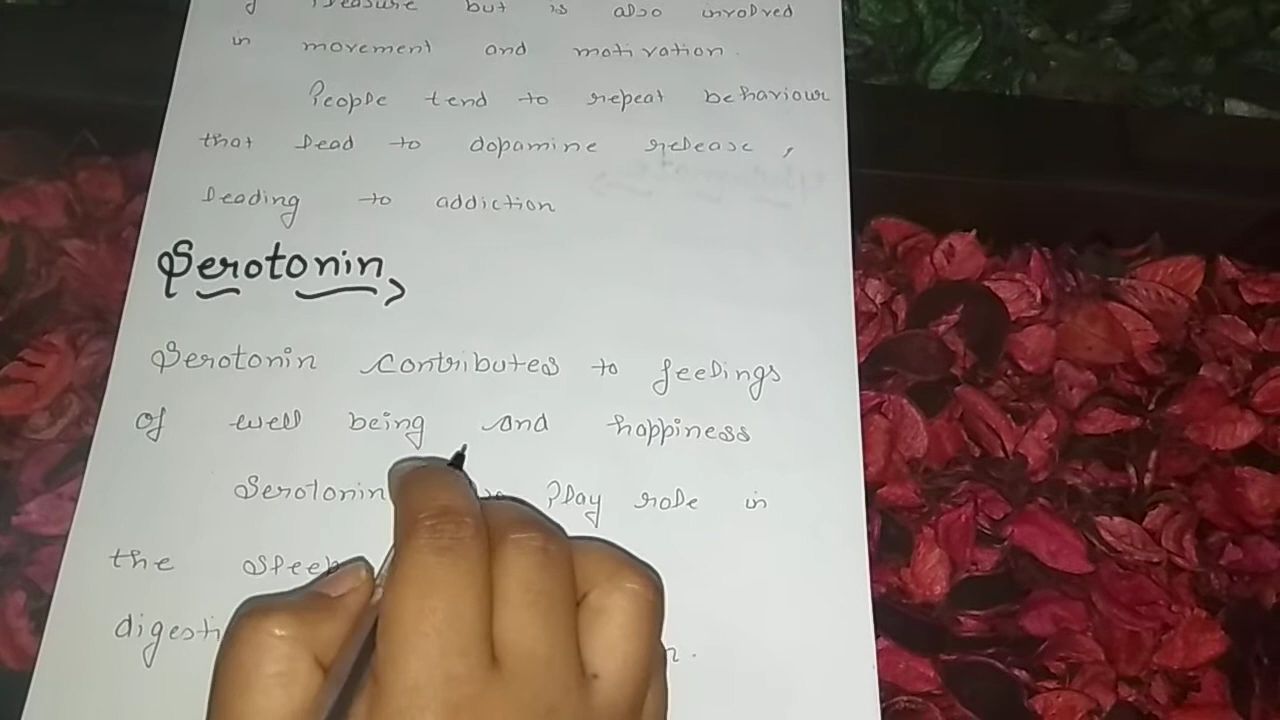 but is also involved
in movement and motivation.
People tend to repeat behaviour
that lead to dopamine release,
leading to addiction
Serotonin
Serotonin contributes to feelings
of well being and happiness
Serotonin Play role in
the